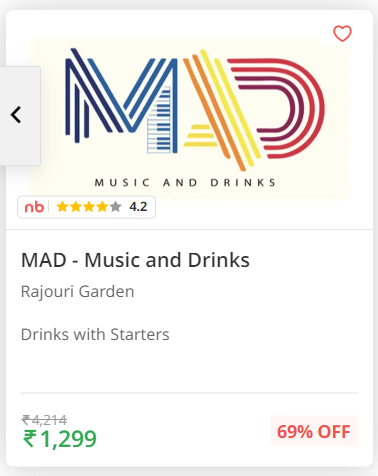 MAD
MUSIC AND DRINKS
nb 4.2
MAD - Music and Drinks
Rajouri Garden
Drinks with Starters
₹4,214
₹1,299
69% OFF